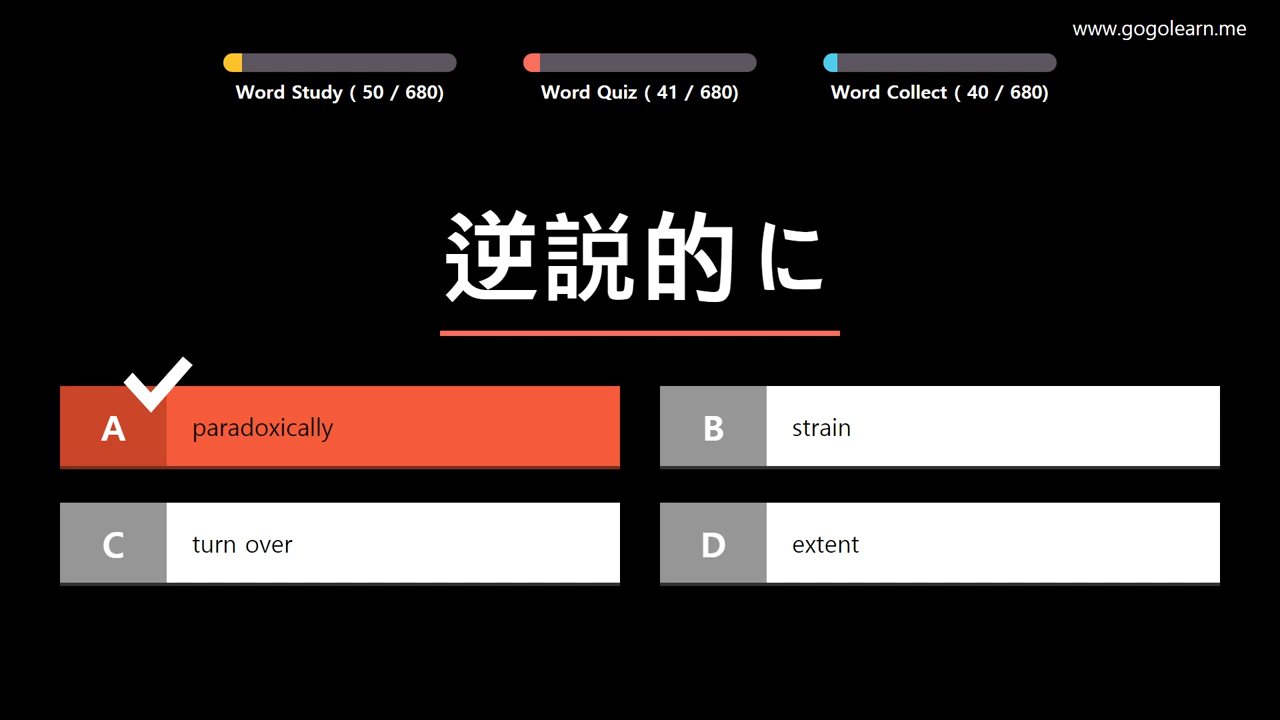 www.gogolearn.me
Word Study ( 50 / 680)
Word Quiz ( 41 / 680)
Word Collect ( 40 / 680)
逆説的に
A paradoxically
B strain
C turn over
D extent